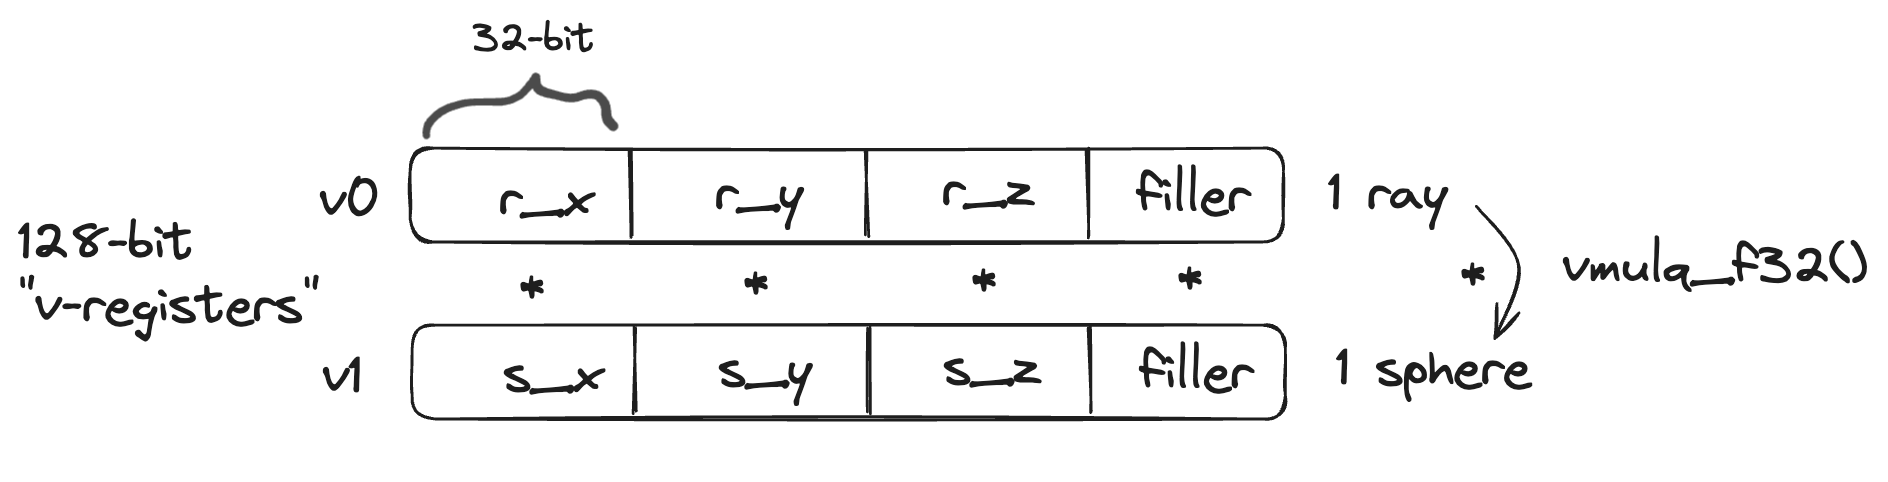 32-bit
v0 r_x r_y r_z filler 1 ray
128-bit
"v-registers"
* * * * * vmulq_f32()
v1 s_x s_y s_z filler 1 sphere